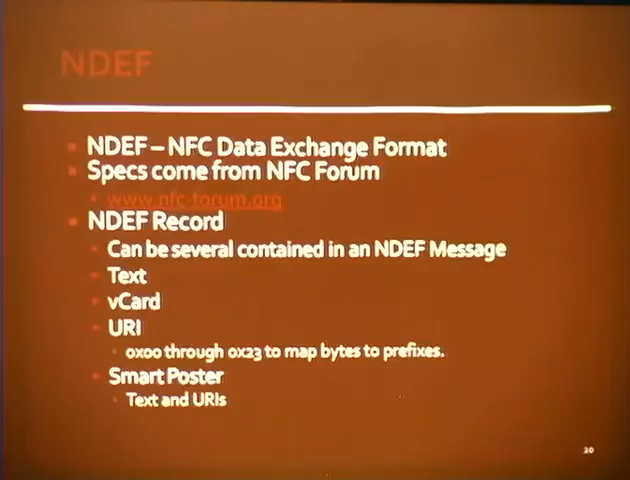 NDEF
NDEF – NFC Data Exchange Format
Specs come from NFC Forum
www.nfc-forum.org
NDEF Record
Can be several contained in an NDEF Message
Text
vCard
URI
0x00 through 0x23 to map bytes to prefixes.
Smart Poster
Text and URIs
20